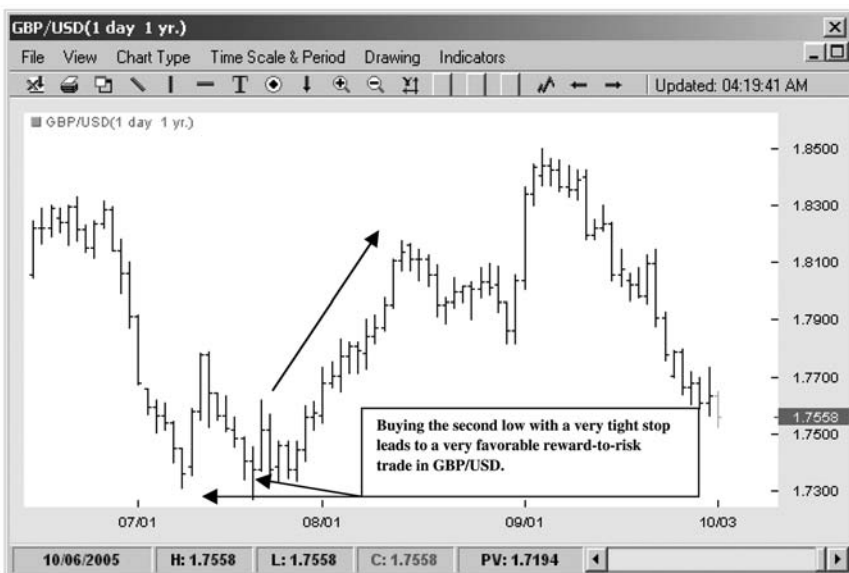 GBP/USD(1 day 1 yr.)
File View Chart Type Time Scale & Period Drawing Indicators
T Updated: 04:19:41 AM
GBP/USD(1 day 1 yr.)
1.8500
1.8300
1.8100
1.7900
1.7700
1.7558
1.7500
1.7300
Buying the second low with a very tight stop
leads to a very favorable reward-to-risk
trade in GBP/USD.
07/01 08/01 09/01 10/03
10/06/2005 H: 1.7558 L: 1.7558 C: 1.7558 PV: 1.7194